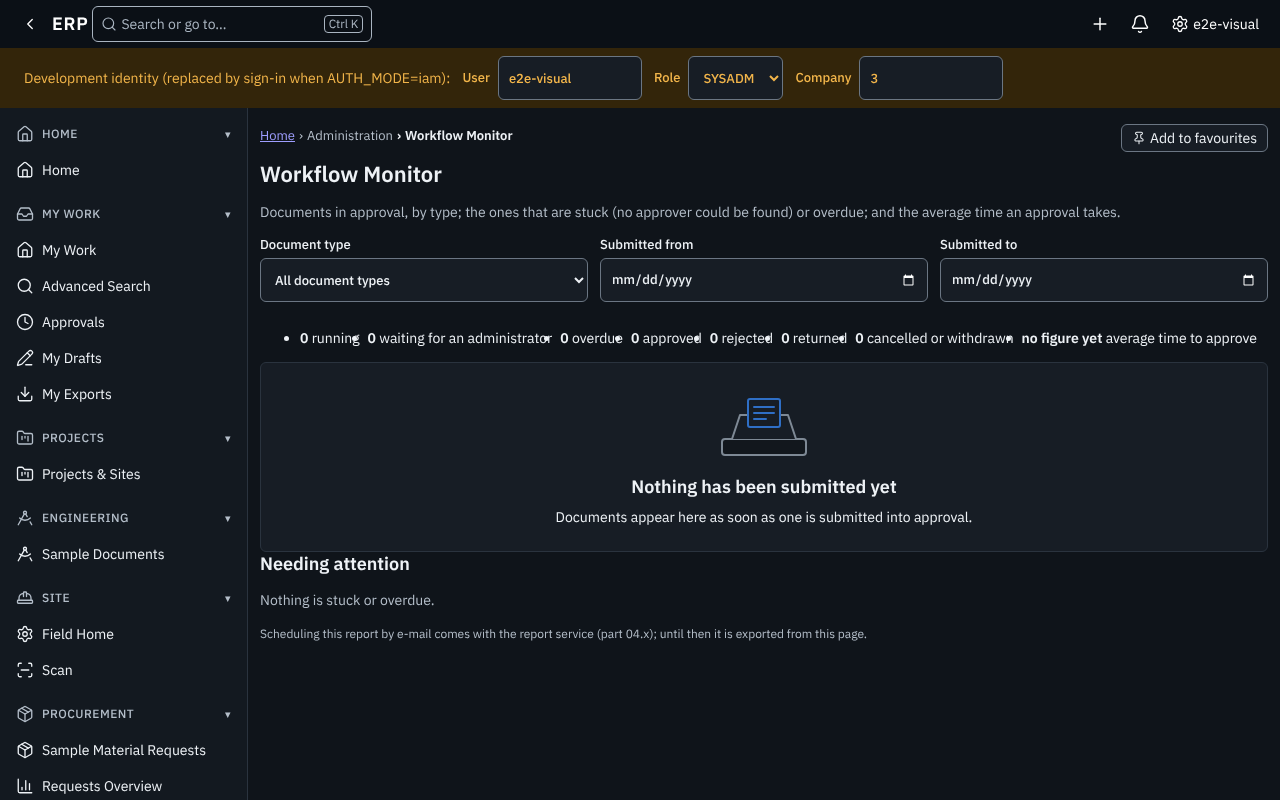 ERP Search or go to... Ctrl K e2e-visual
Development identity (replaced by sign-in when AUTH_MODE=iam): User e2e-visual Role SYSADM Company 3
HOME
Home
MY WORK
My Work
Advanced Search
Approvals
My Drafts
My Exports
PROJECTS
Projects & Sites
ENGINEERING
Sample Documents
SITE
Field Home
Scan
PROCUREMENT
Sample Material Requests
Requests Overview
Home › Administration › Workflow Monitor
Add to favourites
Workflow Monitor
Documents in approval, by type; the ones that are stuck (no approver could be found) or overdue; and the average time an approval takes.
Document type Submitted from Submitted to
All document types mm/dd/yyyy mm/dd/yyyy
• 0 running • 0 waiting for an administrator • 0 overdue • 0 approved • 0 rejected • 0 returned • 0 cancelled or withdrawn • no figure yet average time to approve
Nothing has been submitted yet
Documents appear here as soon as one is submitted into approval.
Needing attention
Nothing is stuck or overdue.
Scheduling this report by e-mail comes with the report service (part 04.x); until then it is exported from this page.